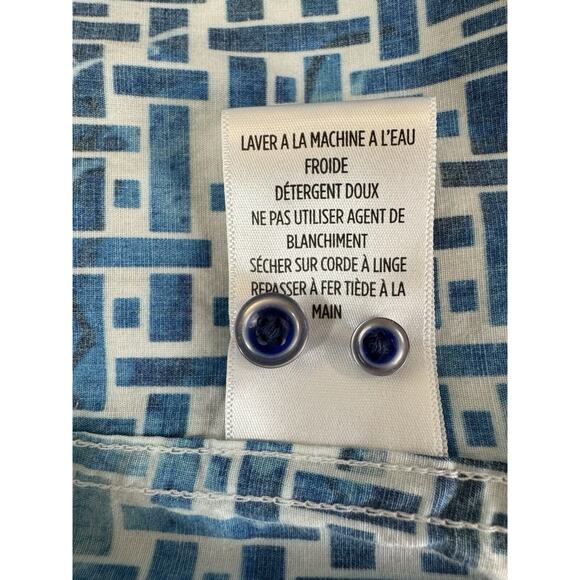 LAVER A LA MACHINE A L'EAU
FROIDE
DÉTERGENT DOUX
NE PAS UTILISER AGENT DE
BLANCHIMENT
SÉCHER SUR CORDE À LINGE
REPASSER À FER TIÈDE À LA
MAIN